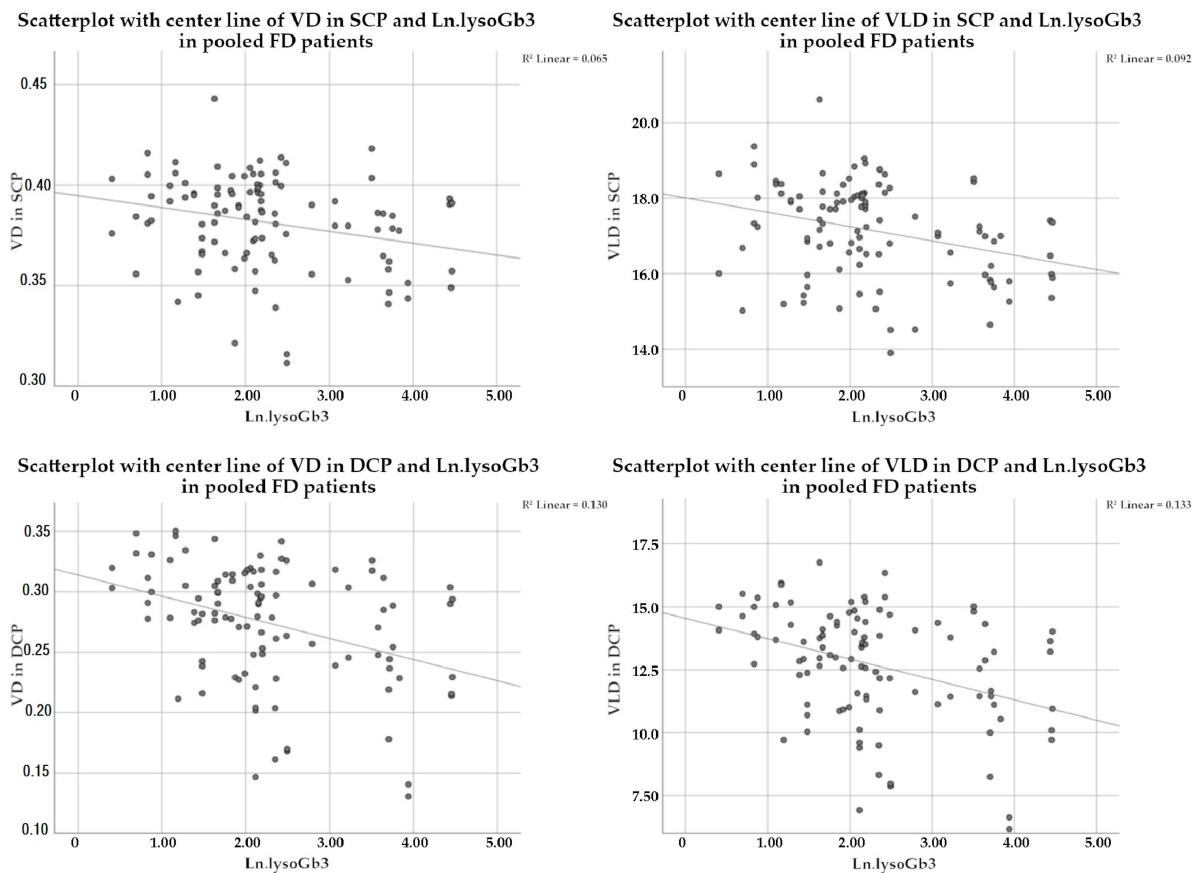 Scatterplot with center line of VD in SCP and Ln.lysoGb3
in pooled FD patients
R² Linear = 0.065
0.45
0.40
0.35
0.30
VD in SCP
0 1.00 2.00 3.00 4.00 5.00
Ln.lysoGb3
Scatterplot with center line of VLD in SCP and Ln.lysoGb3
in pooled FD patients
R² Linear = 0.092
20.0
18.0
16.0
14.0
VLD in SCP
0 1.00 2.00 3.00 4.00 5.00
Ln.lysoGb3
Scatterplot with center line of VD in DCP and Ln.lysoGb3
in pooled FD patients
R² Linear = 0.130
0.35
0.30
0.25
0.20
0.15
0.10
VD in DCP
0 1.00 2.00 3.00 4.00 5.00
Ln.lysoGb3
Scatterplot with center line of VLD in DCP and Ln.lysoGb3
in pooled FD patients
R² Linear = 0.133
17.5
15.0
12.5
10.0
7.50
VLD in DCP
0 1.00 2.00 3.00 4.00 5.00
Ln.lysoGb3